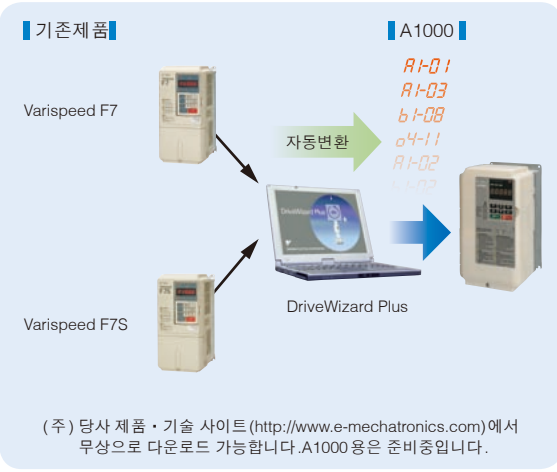 기존제품
A1000
A1-01
A1-03
b1-08
o4-11
A1-02
b1-02
Varispeed F7
자동변환
DriveWizard Plus
DriveWizard Plus
Varispeed F7S
(주) 당사 제품・기술 사이트(http://www.e-mechatronics.com)에서
무상으로 다운로드 가능합니다.A1000용은 준비중입니다.